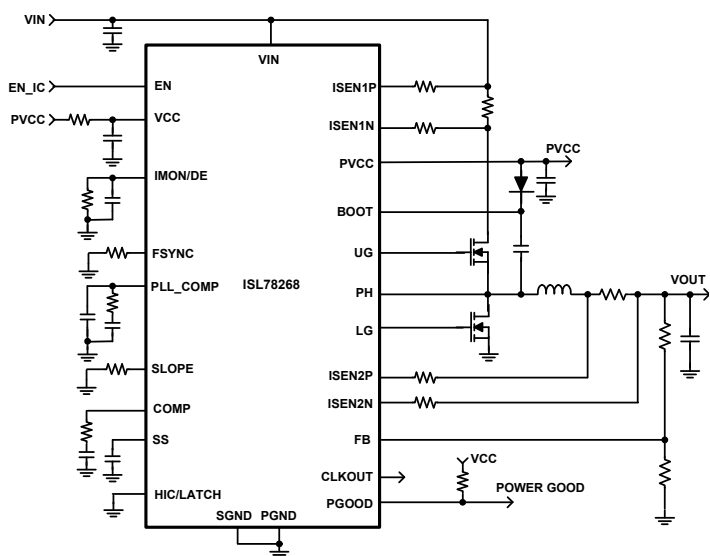 VIN
VIN
EN_IC
EN
ISEN1P
PVCC
VCC
ISEN1N
PVCC
PVCC
IMON/DE
BOOT
FSYNC
UG
ISL78268
PLL_COMP
PH
VOUT
LG
SLOPE
ISEN2P
COMP
ISEN2N
SS
FB
VCC
CLKOUT
HIC/LATCH
PGOOD
POWER GOOD
SGND PGND